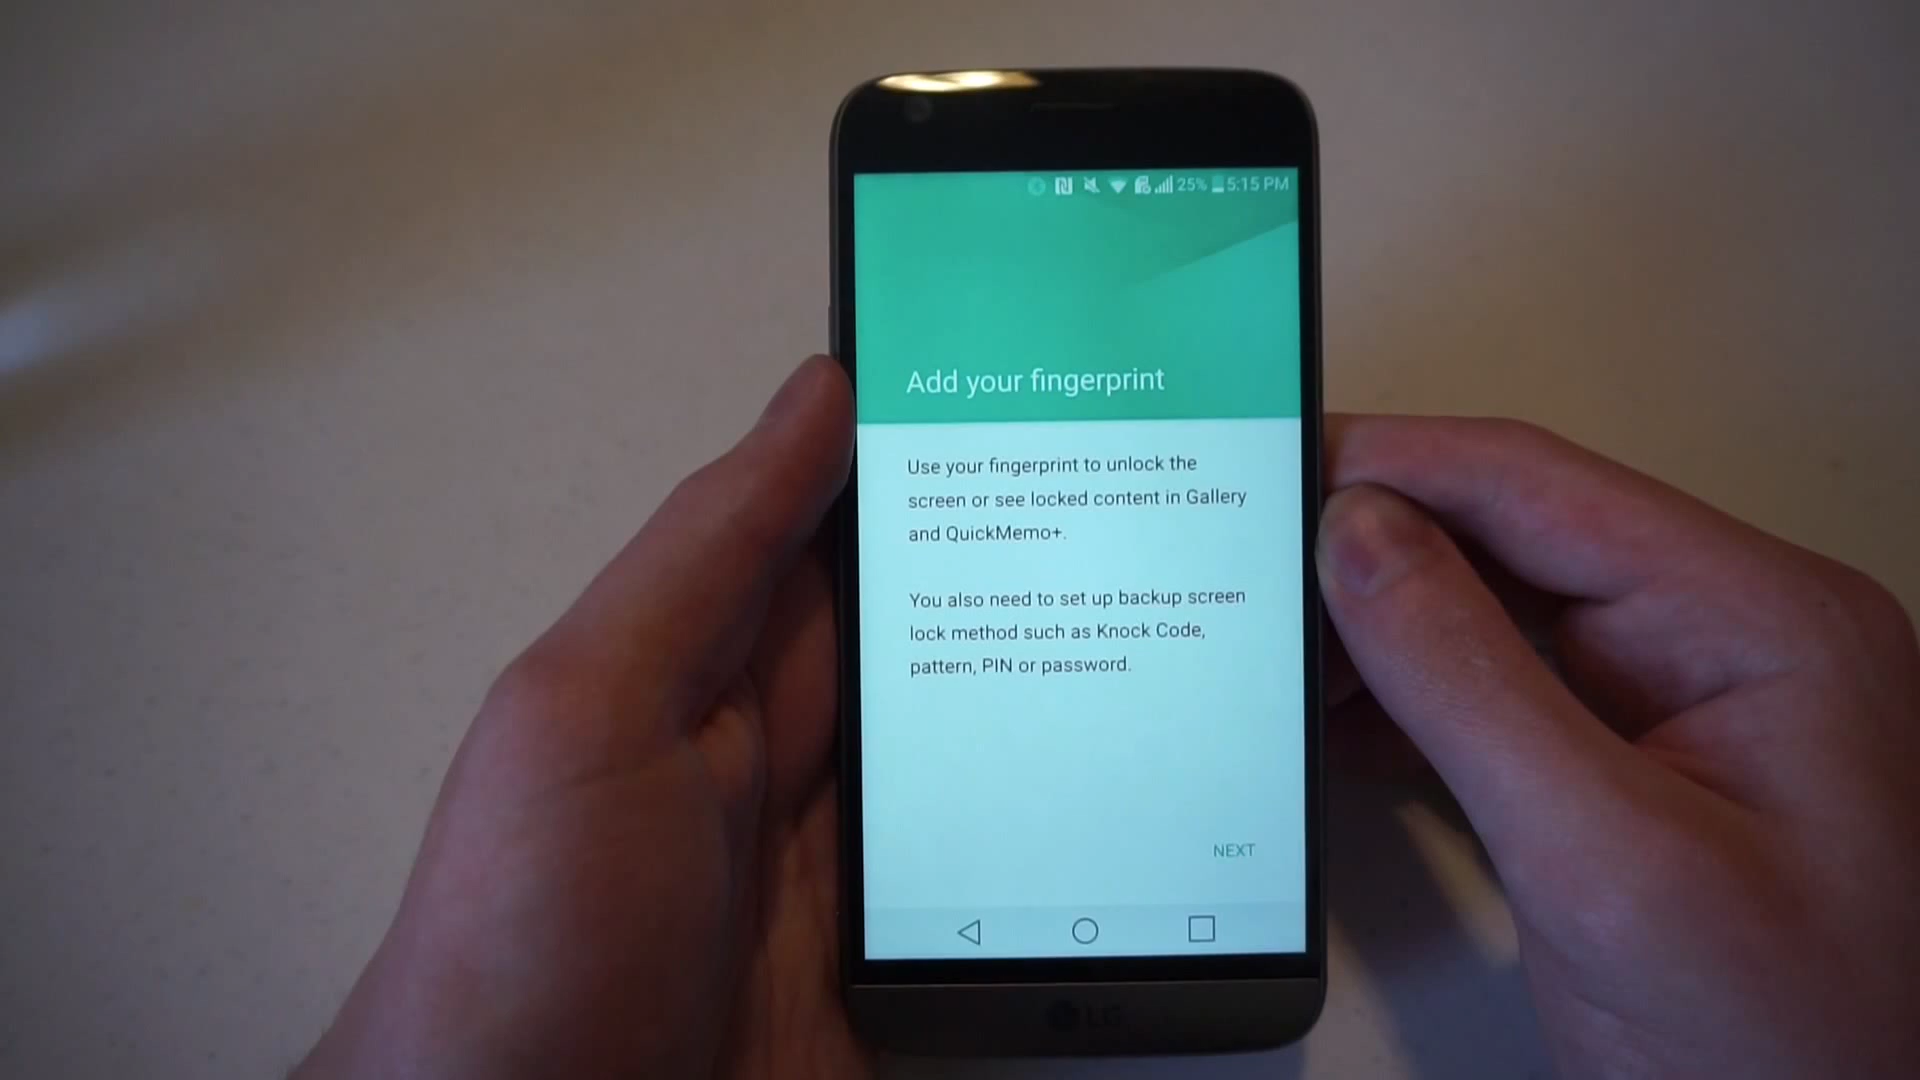 25% 5:15 PM
Add your fingerprint
Use your fingerprint to unlock the
screen or see locked content in Gallery
and QuickMemo+.
You also need to set up backup screen
lock method such as Knock Code,
pattern, PIN or password.
NEXT
LG